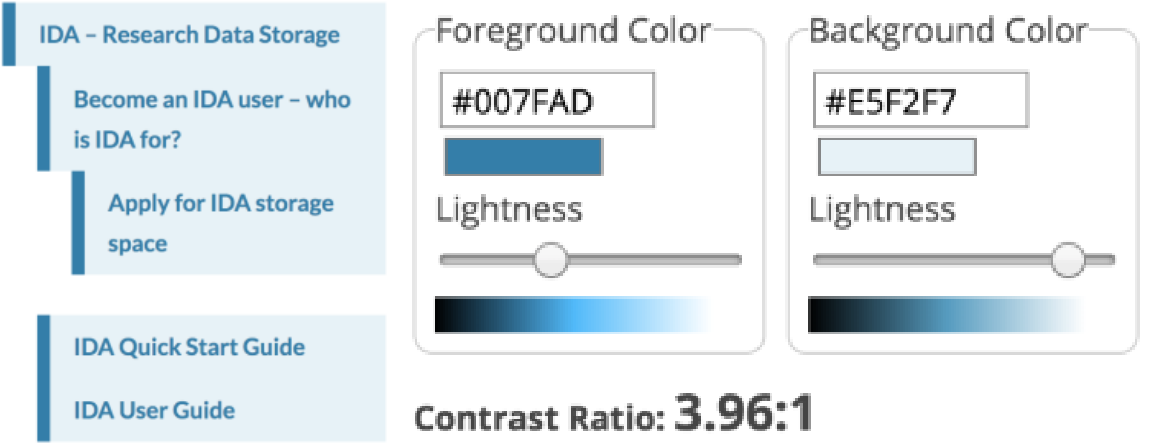 IDA – Research Data Storage
Become an IDA user – who
is IDA for?
Apply for IDA storage
space
IDA Quick Start Guide
IDA User Guide
Foreground Color
#007FAD
Lightness
Background Color
#E5F2F7
Lightness
Contrast Ratio: 3.96:1